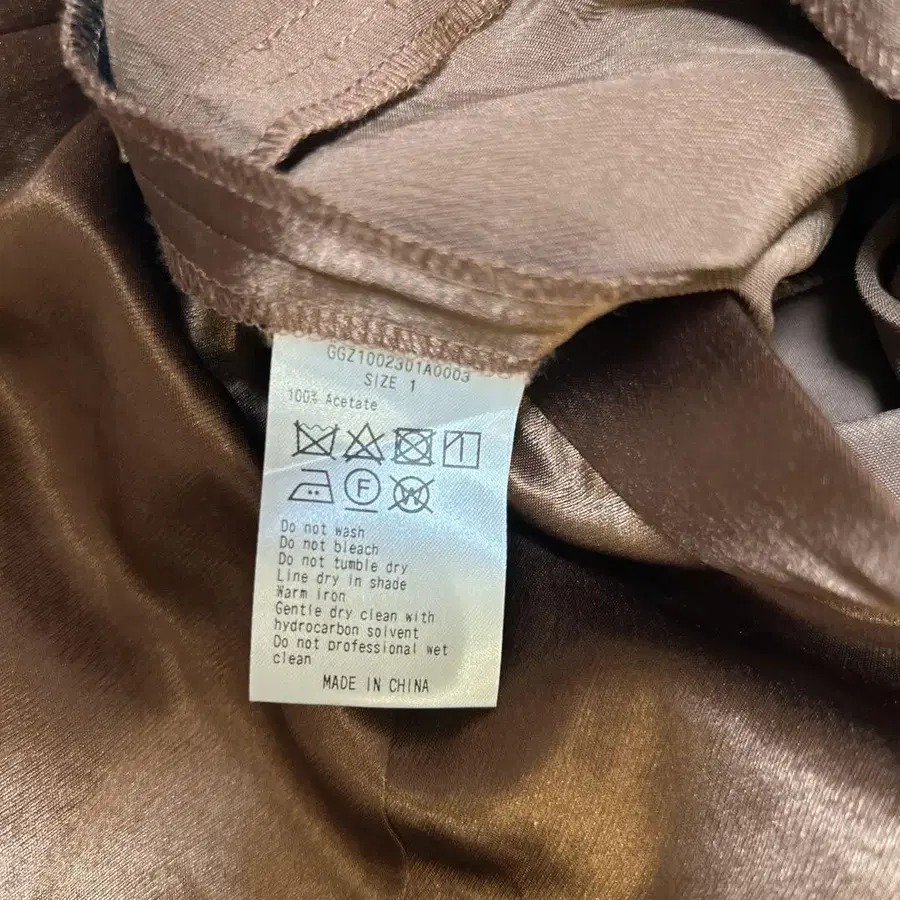 GGZ1002301A0003
SIZE 1
100% Acetate
F W
Do not wash
Do not bleach
Do not tumble dry
Line dry in shade
Warm iron
Gentle dry clean with
hydrocarbon solvent
Do not professional wet
clean
MADE IN CHINA